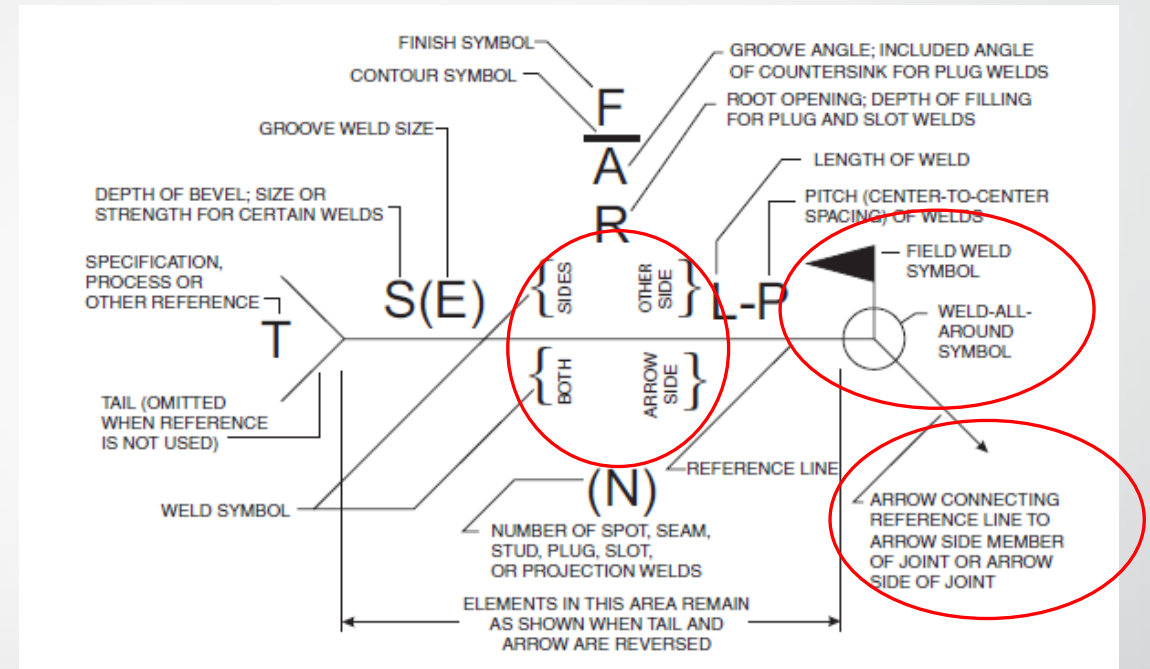 FINISH SYMBOL
CONTOUR SYMBOL
GROOVE WELD SIZE
DEPTH OF BEVEL; SIZE OR
STRENGTH FOR CERTAIN WELDS
SPECIFICATION,
PROCESS OR
OTHER REFERENCE
T
S(E)
F
A
R
GROOVE ANGLE; INCLUDED ANGLE
OF COUNTERSINK FOR PLUG WELDS
ROOT OPENING; DEPTH OF FILLING
FOR PLUG AND SLOT WELDS
LENGTH OF WELD
PITCH (CENTER-TO-CENTER
SPACING) OF WELDS
L-P
FIELD WELD
SYMBOL
WELD-ALL-
AROUND
SYMBOL
{ SIDES
OTHER
SIDE }
{ BOTH
ARROW
SIDE }
TAIL (OMITTED
WHEN REFERENCE
IS NOT USED)
WELD SYMBOL
REFERENCE LINE
(N)
NUMBER OF SPOT, SEAM,
STUD, PLUG, SLOT,
OR PROJECTION WELDS
ARROW CONNECTING
REFERENCE LINE TO
ARROW SIDE MEMBER
OF JOINT OR ARROW
SIDE OF JOINT
ELEMENTS IN THIS AREA REMAIN
AS SHOWN WHEN TAIL AND
ARROW ARE REVERSED